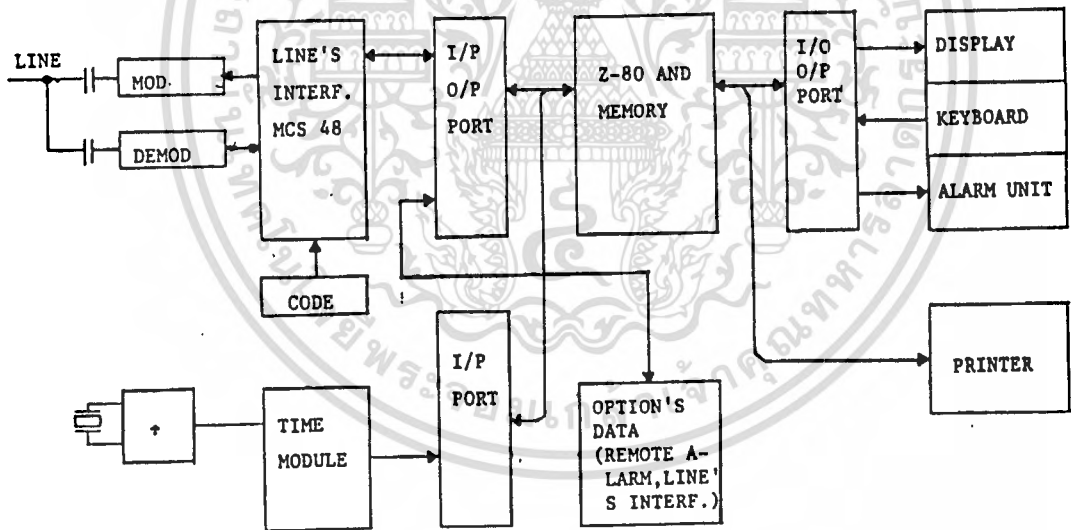 LINE
MOD.
DEMOD
LINE'S
INTERF.
MCS 48
CODE
I/P
O/P
PORT
Z-80 AND
MEMORY
I/O
O/P
PORT
DISPLAY
KEYBOARD
ALARM UNIT
TIME
MODULE
I/P
PORT
OPTION'S
DATA
(REMOTE A-
LARM,LINE'
S INTERF.)
PRINTER